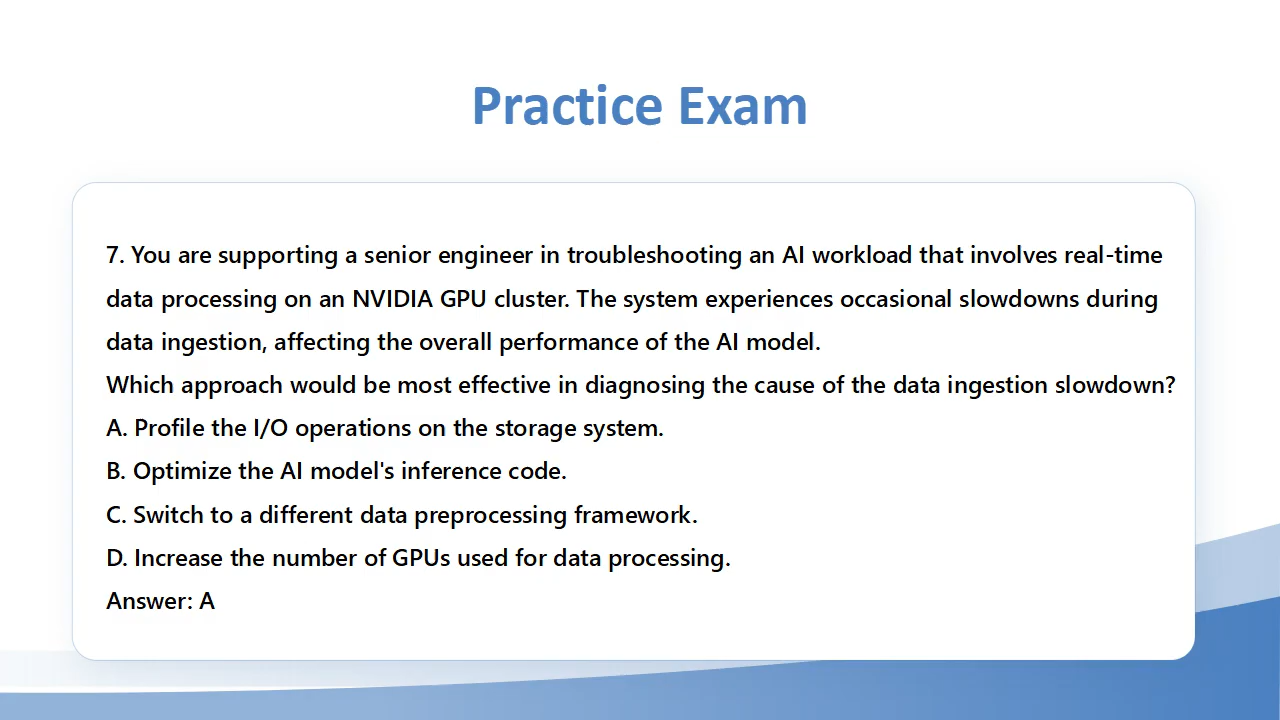 Practice Exam
7. You are supporting a senior engineer in troubleshooting an AI workload that involves real-time
data processing on an NVIDIA GPU cluster. The system experiences occasional slowdowns during
data ingestion, affecting the overall performance of the AI model.
Which approach would be most effective in diagnosing the cause of the data ingestion slowdown?
A. Profile the I/O operations on the storage system.
B. Optimize the AI model's inference code.
C. Switch to a different data preprocessing framework.
D. Increase the number of GPUs used for data processing.
Answer: A